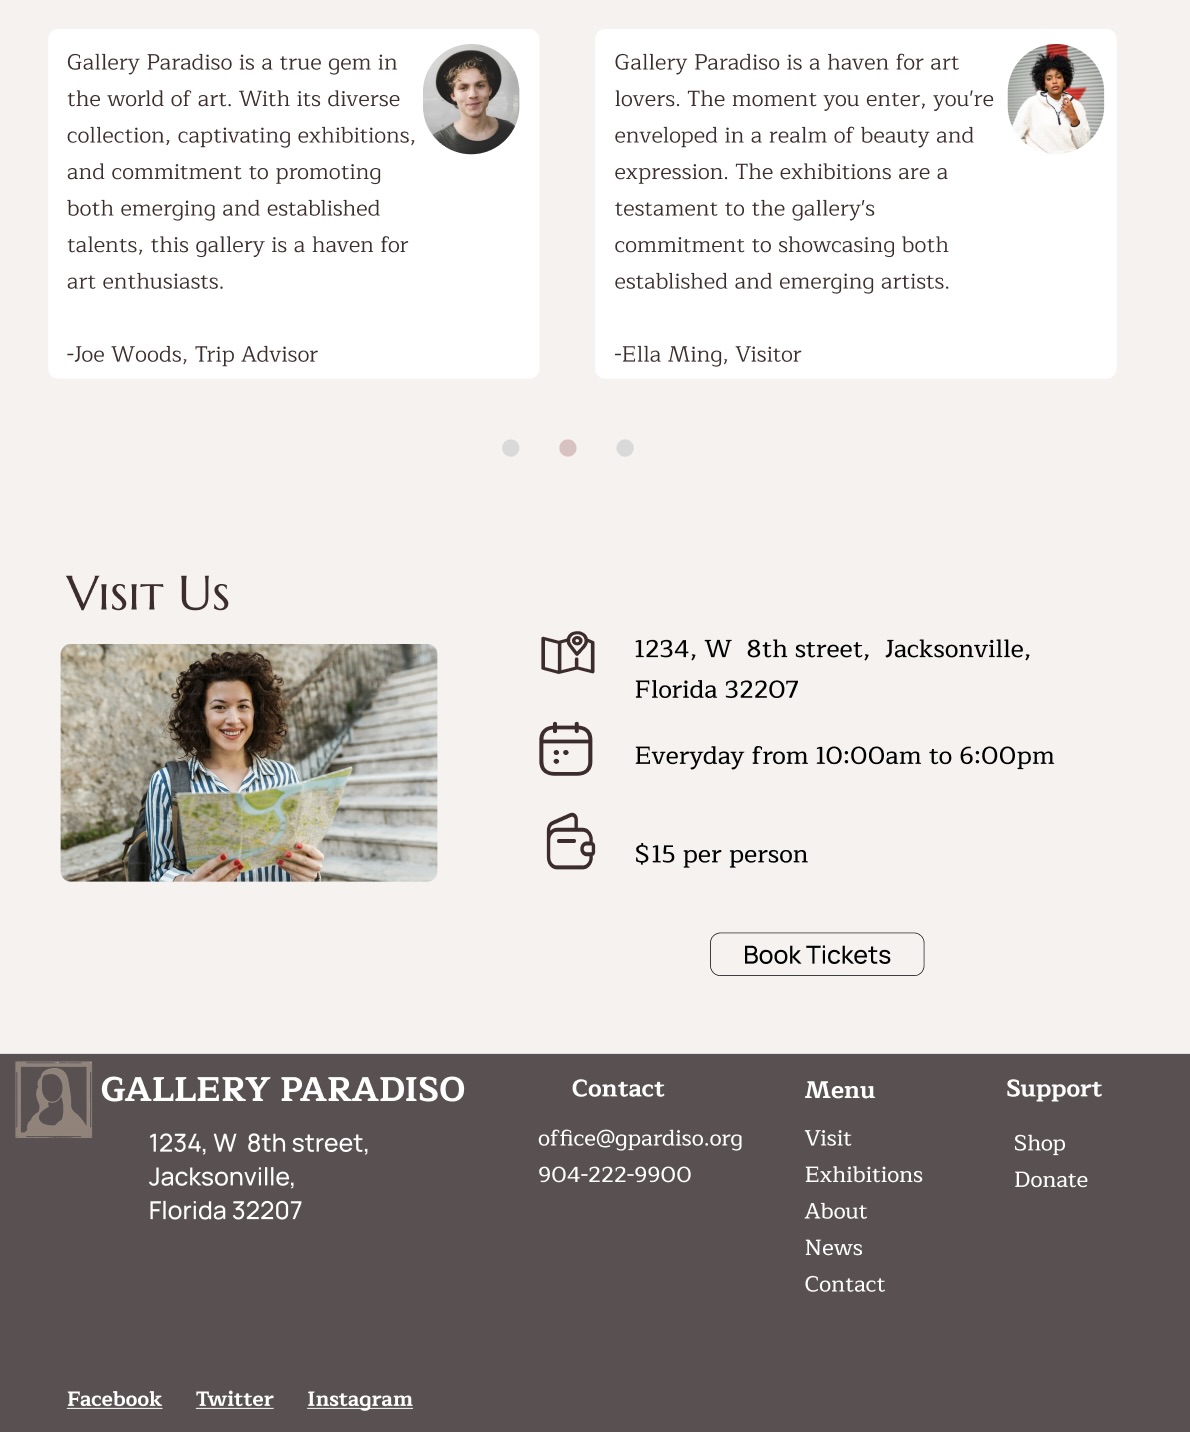 Gallery Paradiso is a true gem in
the world of art. With its diverse
collection, captivating exhibitions,
and commitment to promoting
both emerging and established
talents, this gallery is a haven for
art enthusiasts.
-Joe Woods, Trip Advisor
Gallery Paradiso is a haven for art
lovers. The moment you enter, you're
enveloped in a realm of beauty and
expression. The exhibitions are a
testament to the gallery's
commitment to showcasing both
established and emerging artists.
-Ella Ming, Visitor
Visit Us
1234, W  8th street,  Jacksonville,
Florida 32207
Everyday from 10:00am to 6:00pm
$15 per person
Book Tickets
GALLERY PARADISO
1234, W  8th street,
Jacksonville,
Florida 32207
Contact
office@gpardiso.org
904-222-9900
Menu
Visit
Exhibitions
About
News
Contact
Support
Shop
Donate
Facebook Twitter Instagram